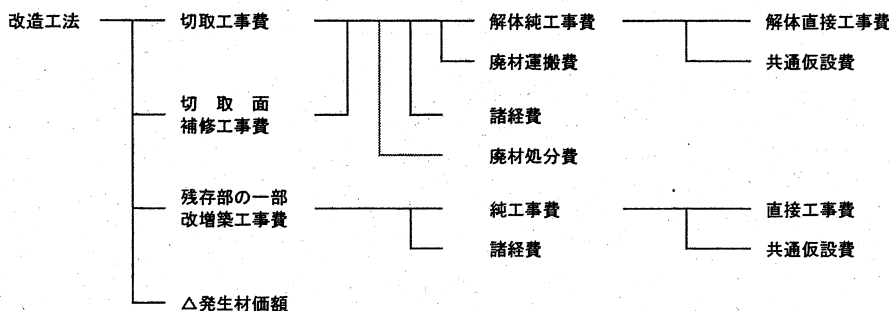 改造工法 切取工事費 解体純工事費 解体直接工事費
廃材運搬費 共通仮設費
切取面
補修工事費
諸経費
廃材処分費
残存部の一部
改増築工事費
純工事費 直接工事費
諸経費 共通仮設費
△発生材価額